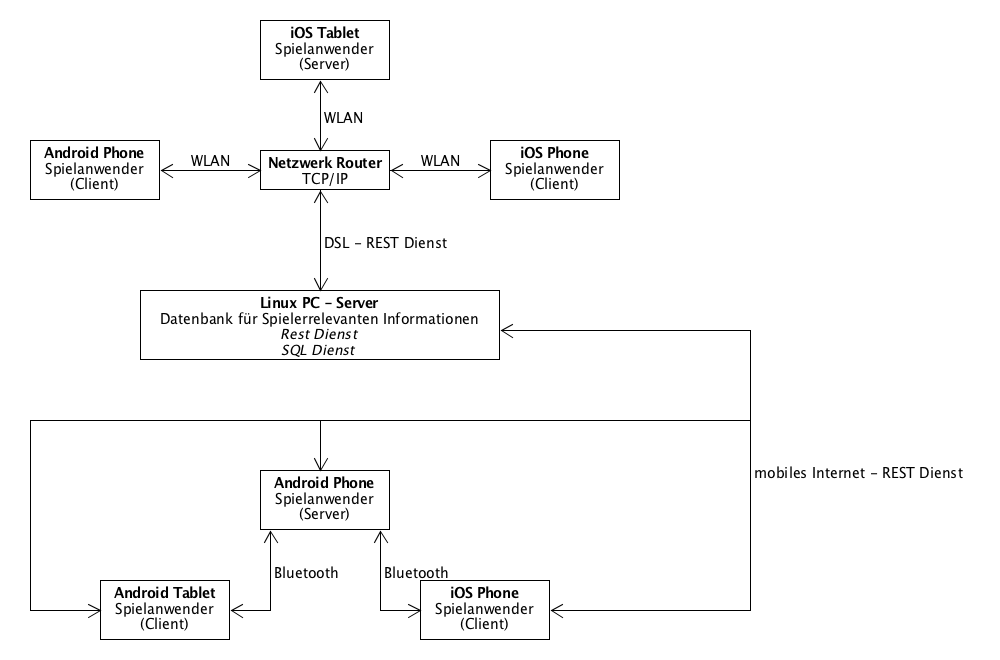 iOS Tablet
Spielanwender
(Server)
WLAN
Android Phone
Spielanwender
(Client)
WLAN
Netzwerk Router
TCP/IP
WLAN
iOS Phone
Spielanwender
(Client)
DSL – REST Dienst
Linux PC – Server
Datenbank für Spielerrelevanten Informationen
Rest Dienst
SQL Dienst
mobiles Internet – REST Dienst
Android Phone
Spielanwender
(Server)
Bluetooth
Bluetooth
Android Tablet
Spielanwender
(Client)
iOS Phone
Spielanwender
(Client)